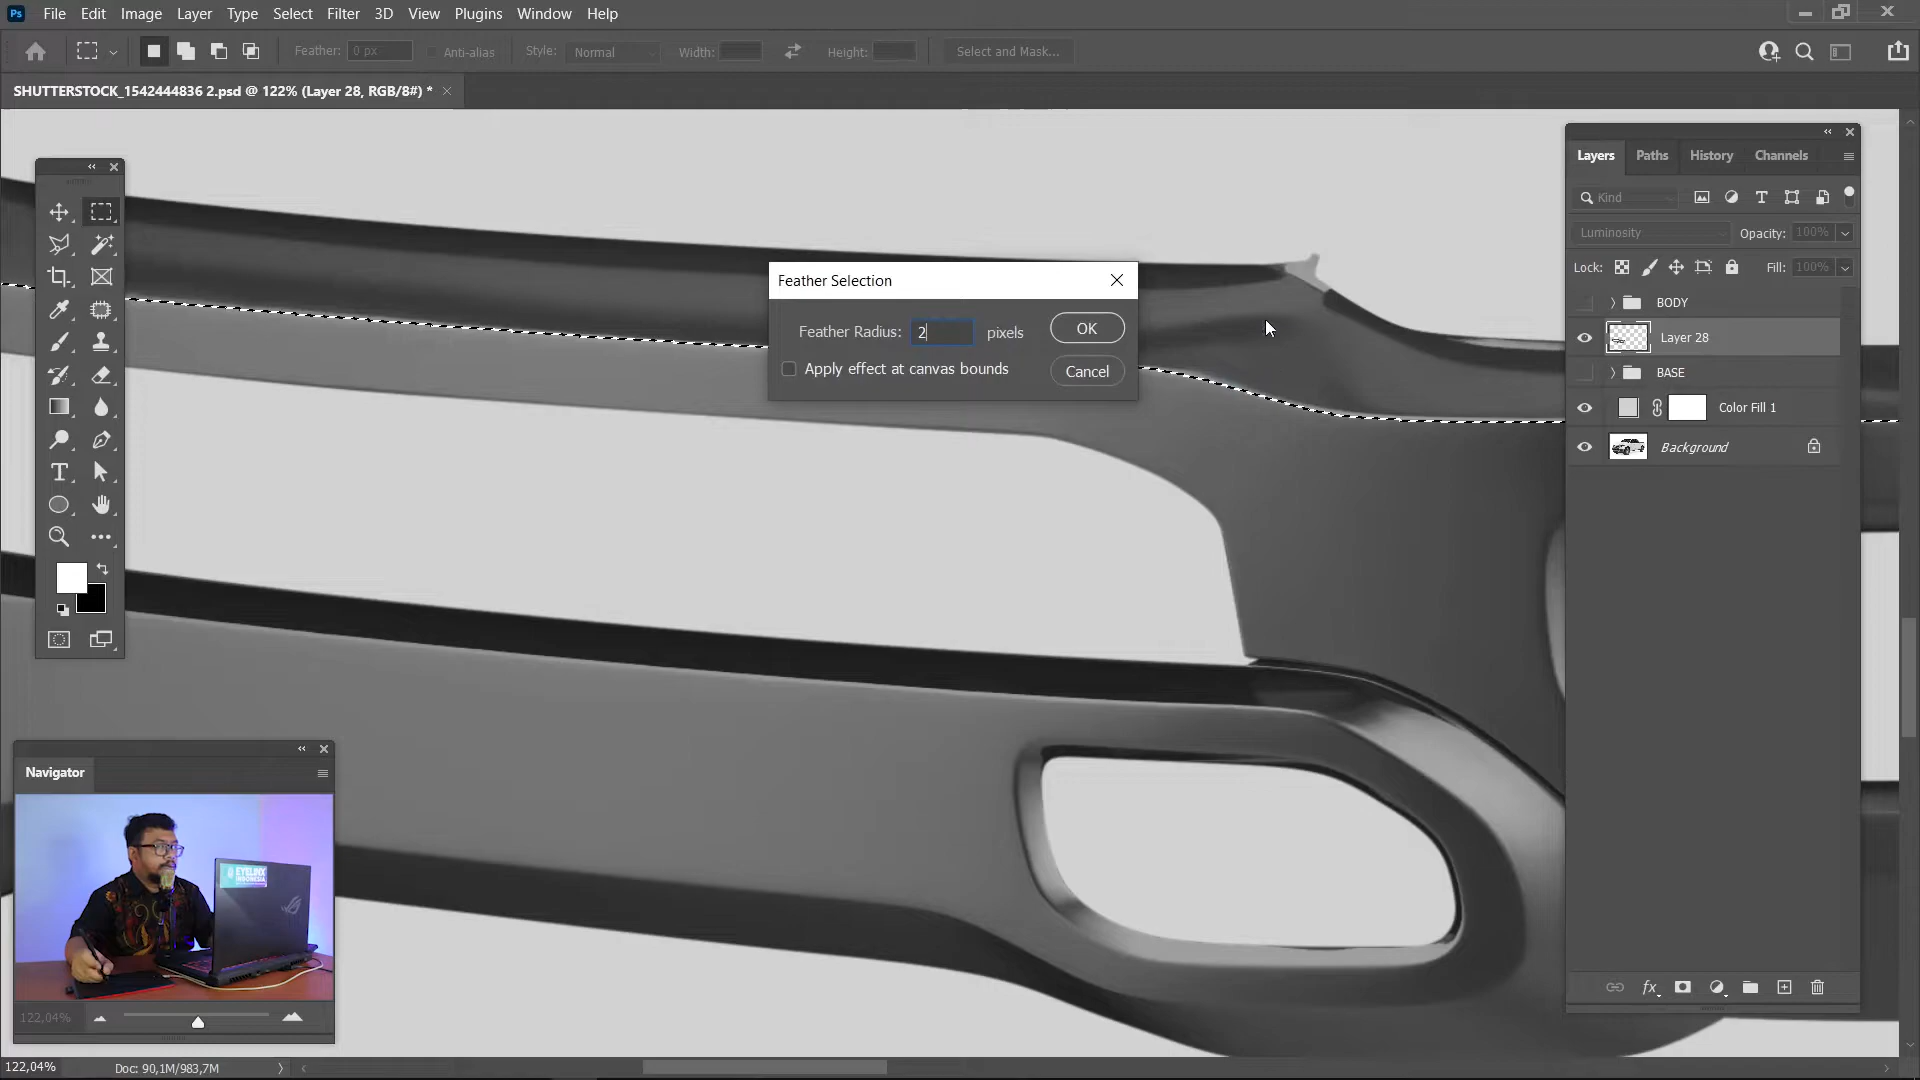 Ps File Edit Image Layer Type Select Filter 3D View Plugins Window Help
Feather: 0 px Anti-alias Style: Normal Width: Height: Select and Mask...
SHUTTERSTOCK_1542444836 2.psd @ 122% (Layer 28, RGB/8#) *
Layers Paths History Channels
Kind
Luminosity Opacity: 100%
Lock: Fill: 100%
BODY
Layer 28
BASE
Color Fill 1
Background
Feather Selection
Feather Radius: 2 pixels OK
Apply effect at canvas bounds Cancel
Navigator
EYELINX
INDONESIA
122,04%
122,04% Doc: 90,1M/983,7M